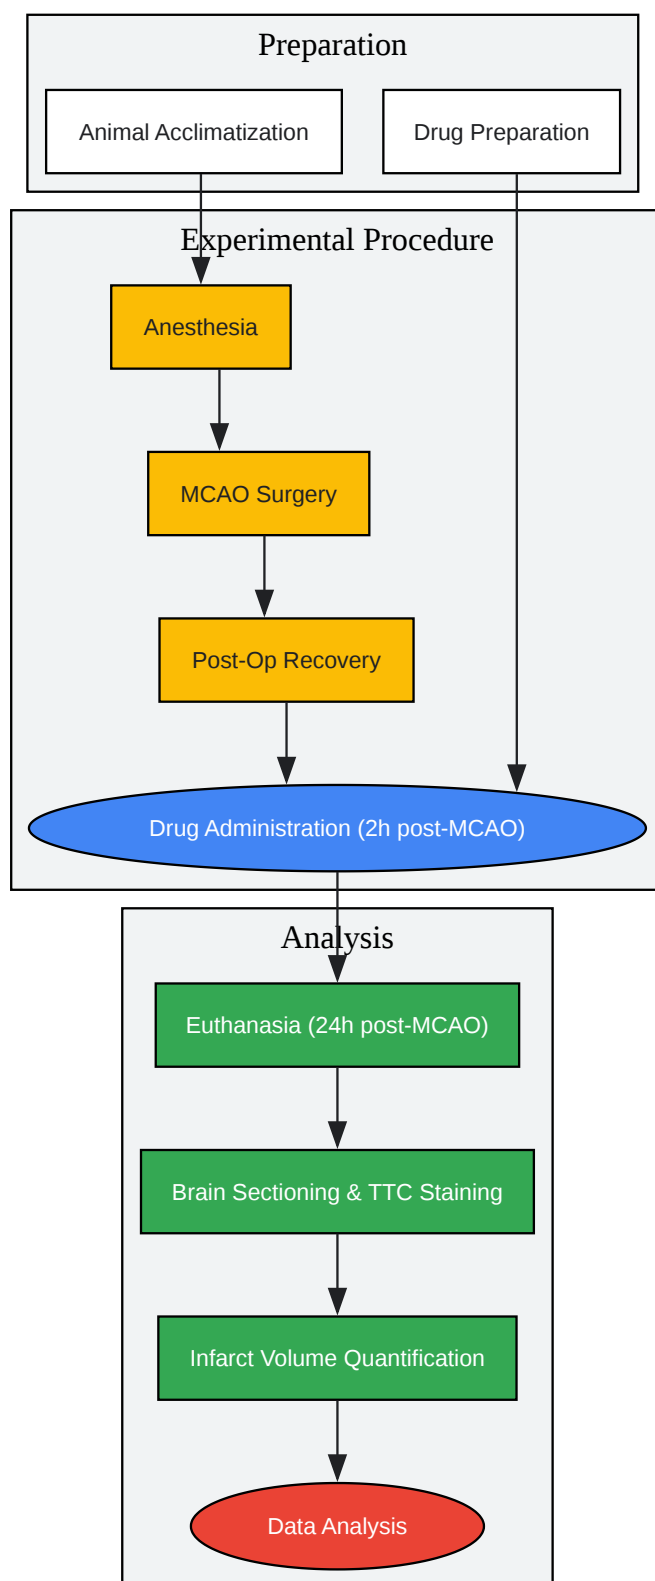 Preparation
Animal Acclimatization
Drug Preparation
Experimental Procedure
Anesthesia
MCAO Surgery
Post-Op Recovery
Drug Administration (2h post-MCAO)
Analysis
Euthanasia (24h post-MCAO)
Brain Sectioning & TTC Staining
Infarct Volume Quantification
Data Analysis